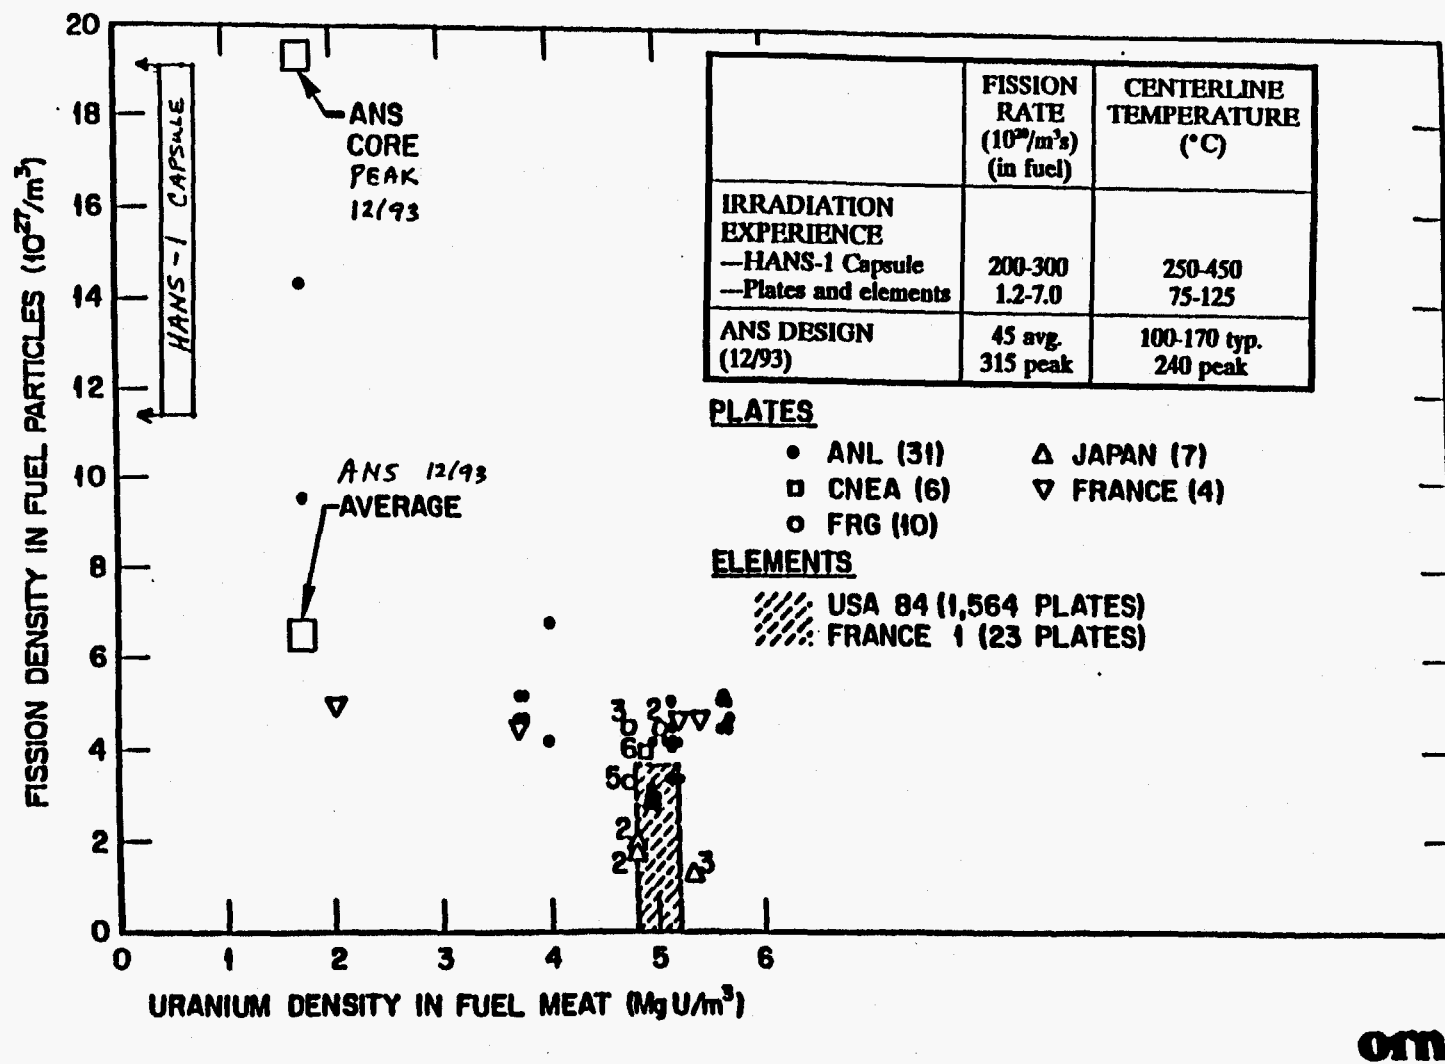 20
18
16
14
12
10
8
6
4
2
0
FISSION DENSITY IN FUEL PARTICLES (10²⁷/m³)
HANS-1 CAPSULE
ANS
CORE
PEAK
12/93
ANS 12/93
AVERAGE
FISSION RATE (10²⁰/m³s) (in fuel)
CENTERLINE TEMPERATURE (°C)
IRRADIATION
EXPERIENCE
—HANS-1 Capsule 200-300 250-450
—Plates and elements 1.2-7.0 75-125
ANS DESIGN 45 avg. 100-170 typ.
(12/93) 315 peak 240 peak
PLATES
● ANL (31) △ JAPAN (7)
□ CNEA (6) ▽ FRANCE (4)
○ FRG (10)
ELEMENTS
USA 84 (1,564 PLATES)
FRANCE 1 (23 PLATES)
3 2
6
5
2
2 3
0 1 2 3 4 5 6
URANIUM DENSITY IN FUEL MEAT (Mg U/m³)